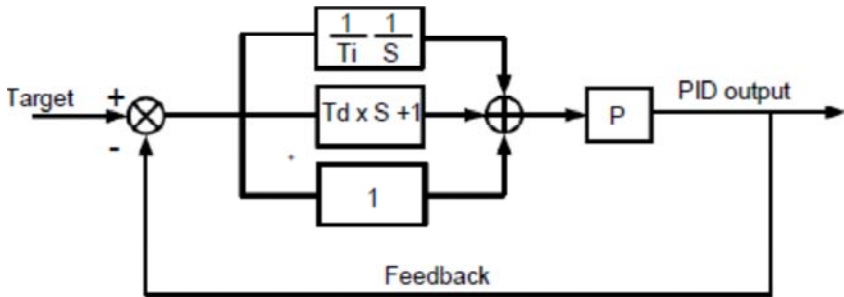 1 1
Ti S
Target
+
Td x S +1
P
PID output
-
1
Feedback